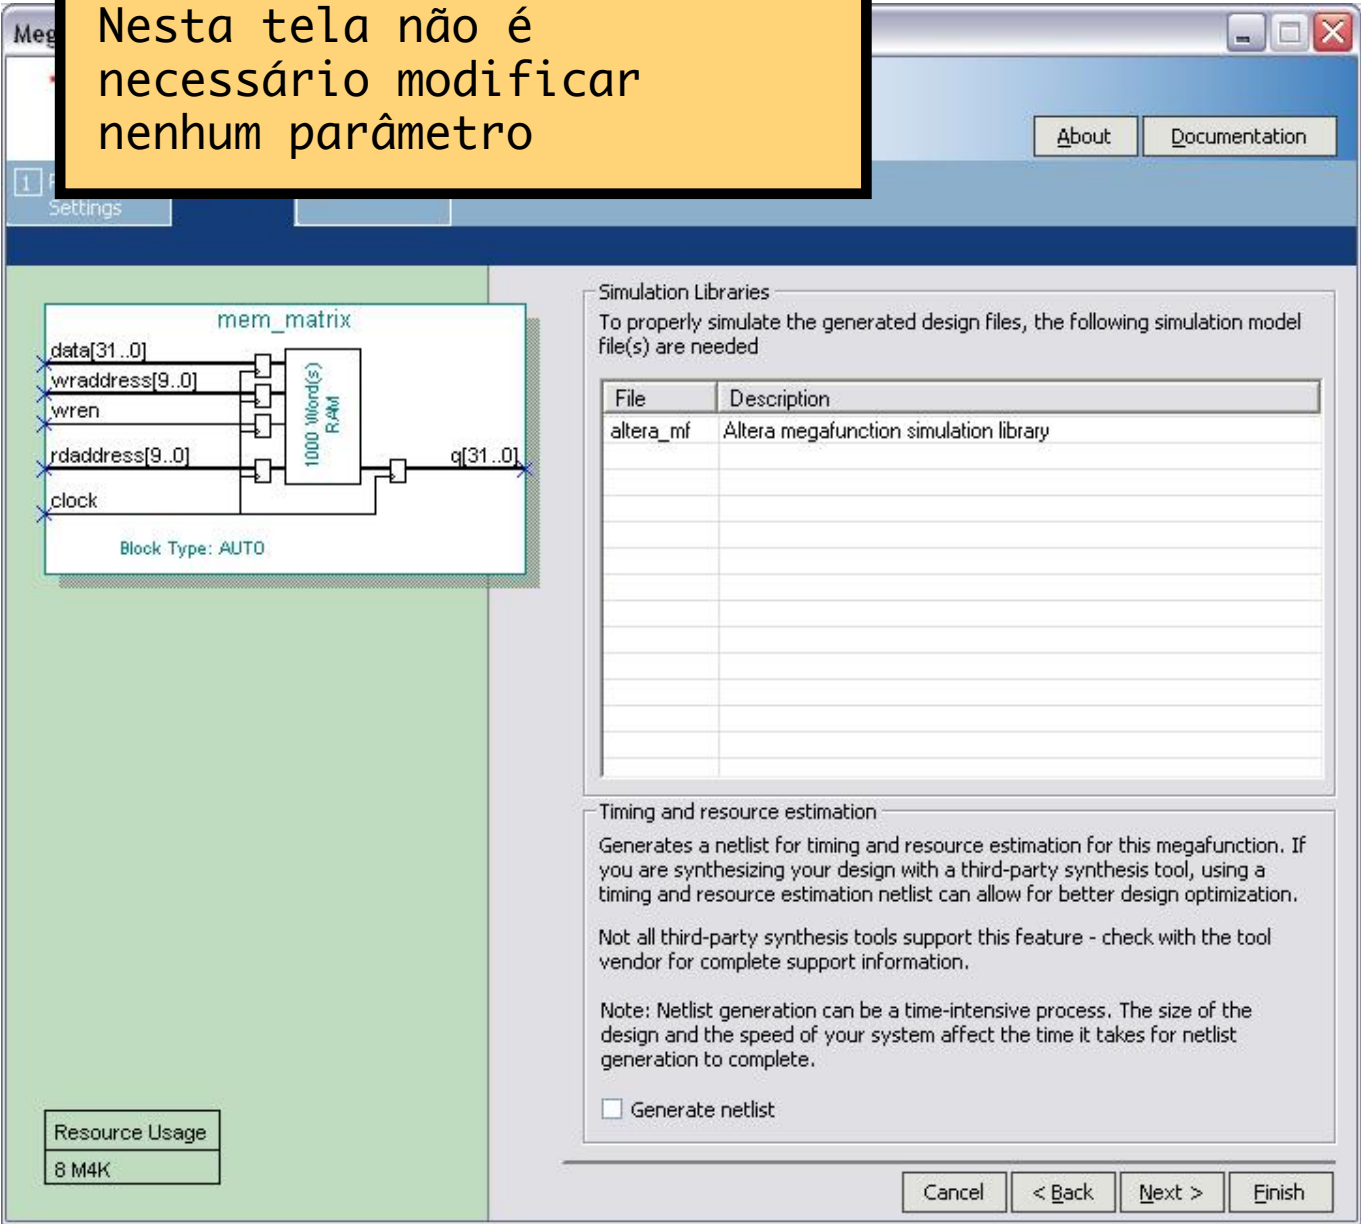 Nesta tela não é
necessário modificar
nenhum parâmetro
About
Documentation
1
Settings
mem_matrix
data[31..0]
wraddress[9..0]
wren
rdaddress[9..0]
clock
1000 Word(s)
RAM
q[31..0]
Block Type: AUTO
Resource Usage
8 M4K
Simulation Libraries
To properly simulate the generated design files, the following simulation model
file(s) are needed
File Description
altera_mf Altera megafunction simulation library
Timing and resource estimation
Generates a netlist for timing and resource estimation for this megafunction. If
you are synthesizing your design with a third-party synthesis tool, using a
timing and resource estimation netlist can allow for better design optimization.
Not all third-party synthesis tools support this feature - check with the tool
vendor for complete support information.
Note: Netlist generation can be a time-intensive process. The size of the
design and the speed of your system affect the time it takes for netlist
generation to complete.
Generate netlist
Cancel
< Back
Next >
Finish